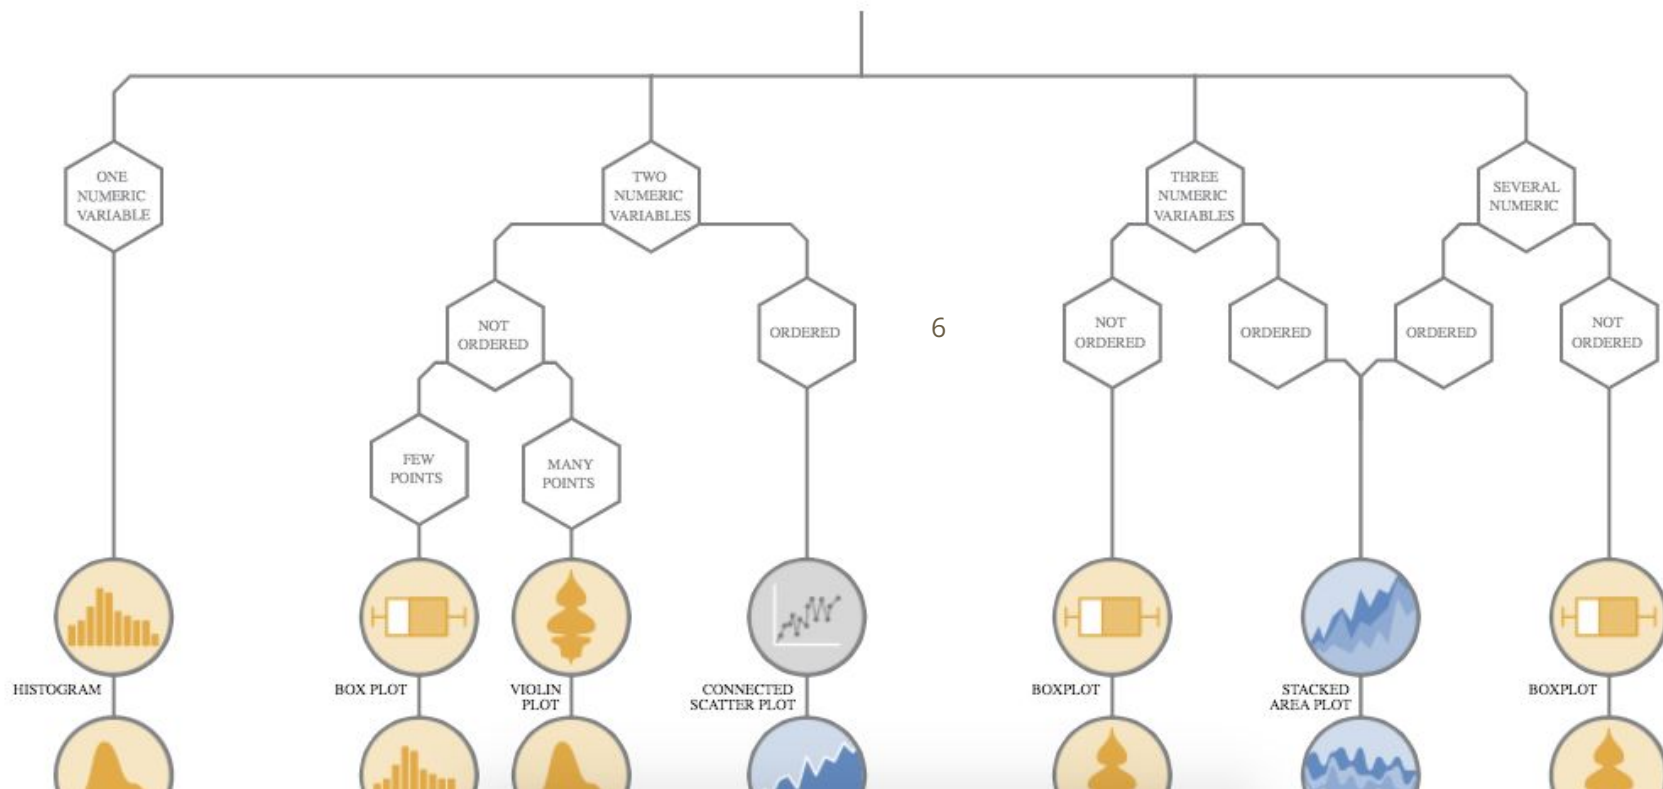 ONE
NUMERIC
VARIABLE
TWO
NUMERIC
VARIABLES
THREE
NUMERIC
VARIABLES
SEVERAL
NUMERIC
NOT
ORDERED
ORDERED
6
NOT
ORDERED
ORDERED
ORDERED
NOT
ORDERED
FEW
POINTS
MANY
POINTS
HISTOGRAM
BOX PLOT
VIOLIN
PLOT
CONNECTED
SCATTER PLOT
BOXPLOT
STACKED
AREA PLOT
BOXPLOT